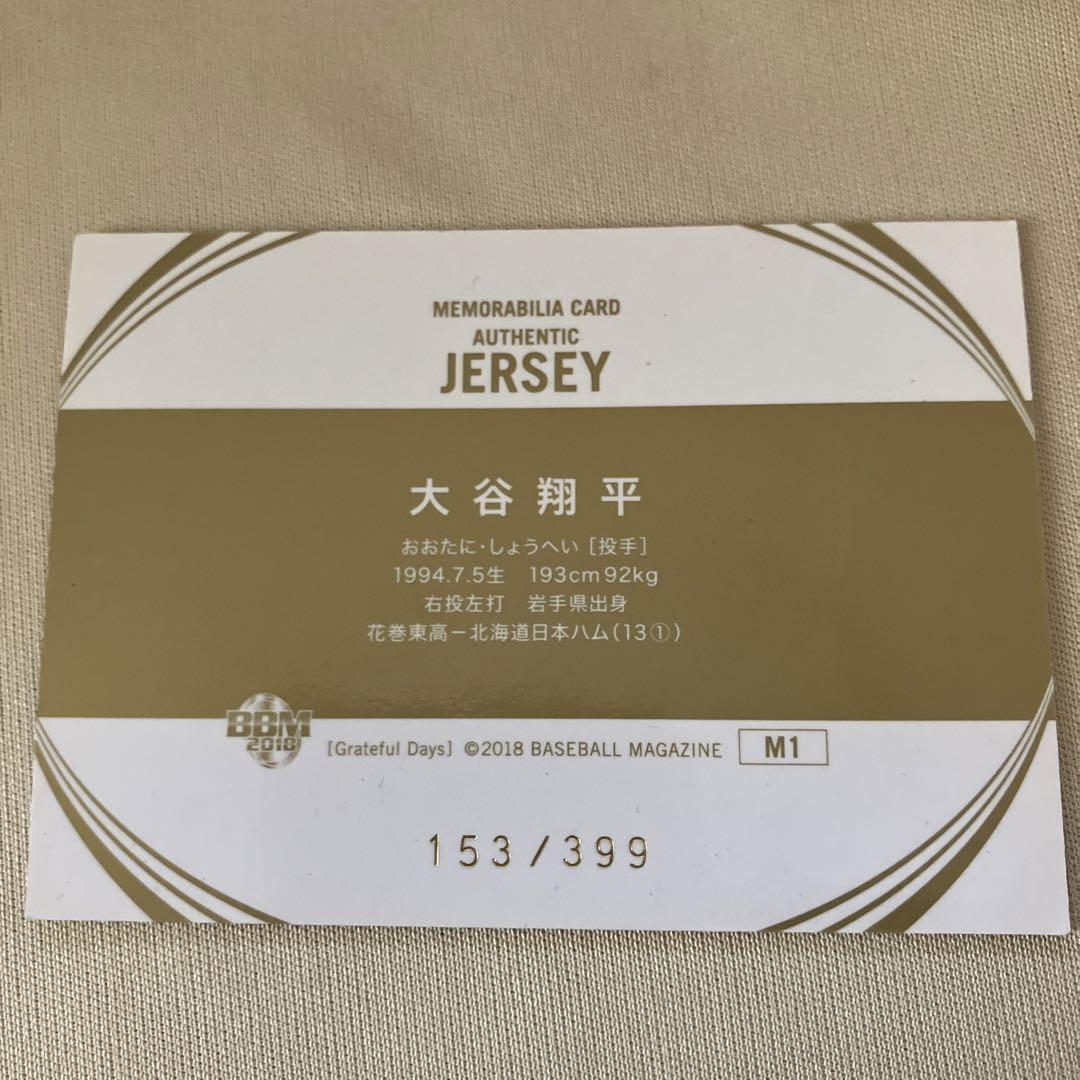 MEMORABILIA CARD
AUTHENTIC
JERSEY
大谷翔平
おおたに・しょうへい［投手］
1994.7.5生　193cm 92kg
右投左打　岩手県出身
花巻東高－北海道日本ハム（13①）
BBM
2018
［Grateful Days］ ©2018 BASEBALL MAGAZINE　M1
153/399